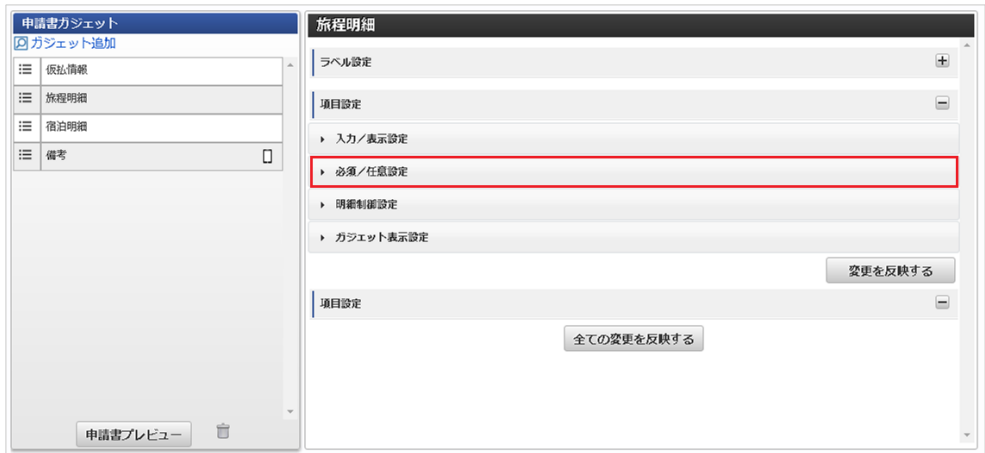 申請書ガジェット
ガジェット追加
仮払情報
旅程明細
宿泊明細
備考
申請書プレビュー
旅程明細
ラベル設定
項目設定
入力／表示設定
必須／任意設定
明細制御設定
ガジェット表示設定
変更を反映する
項目設定
全ての変更を反映する